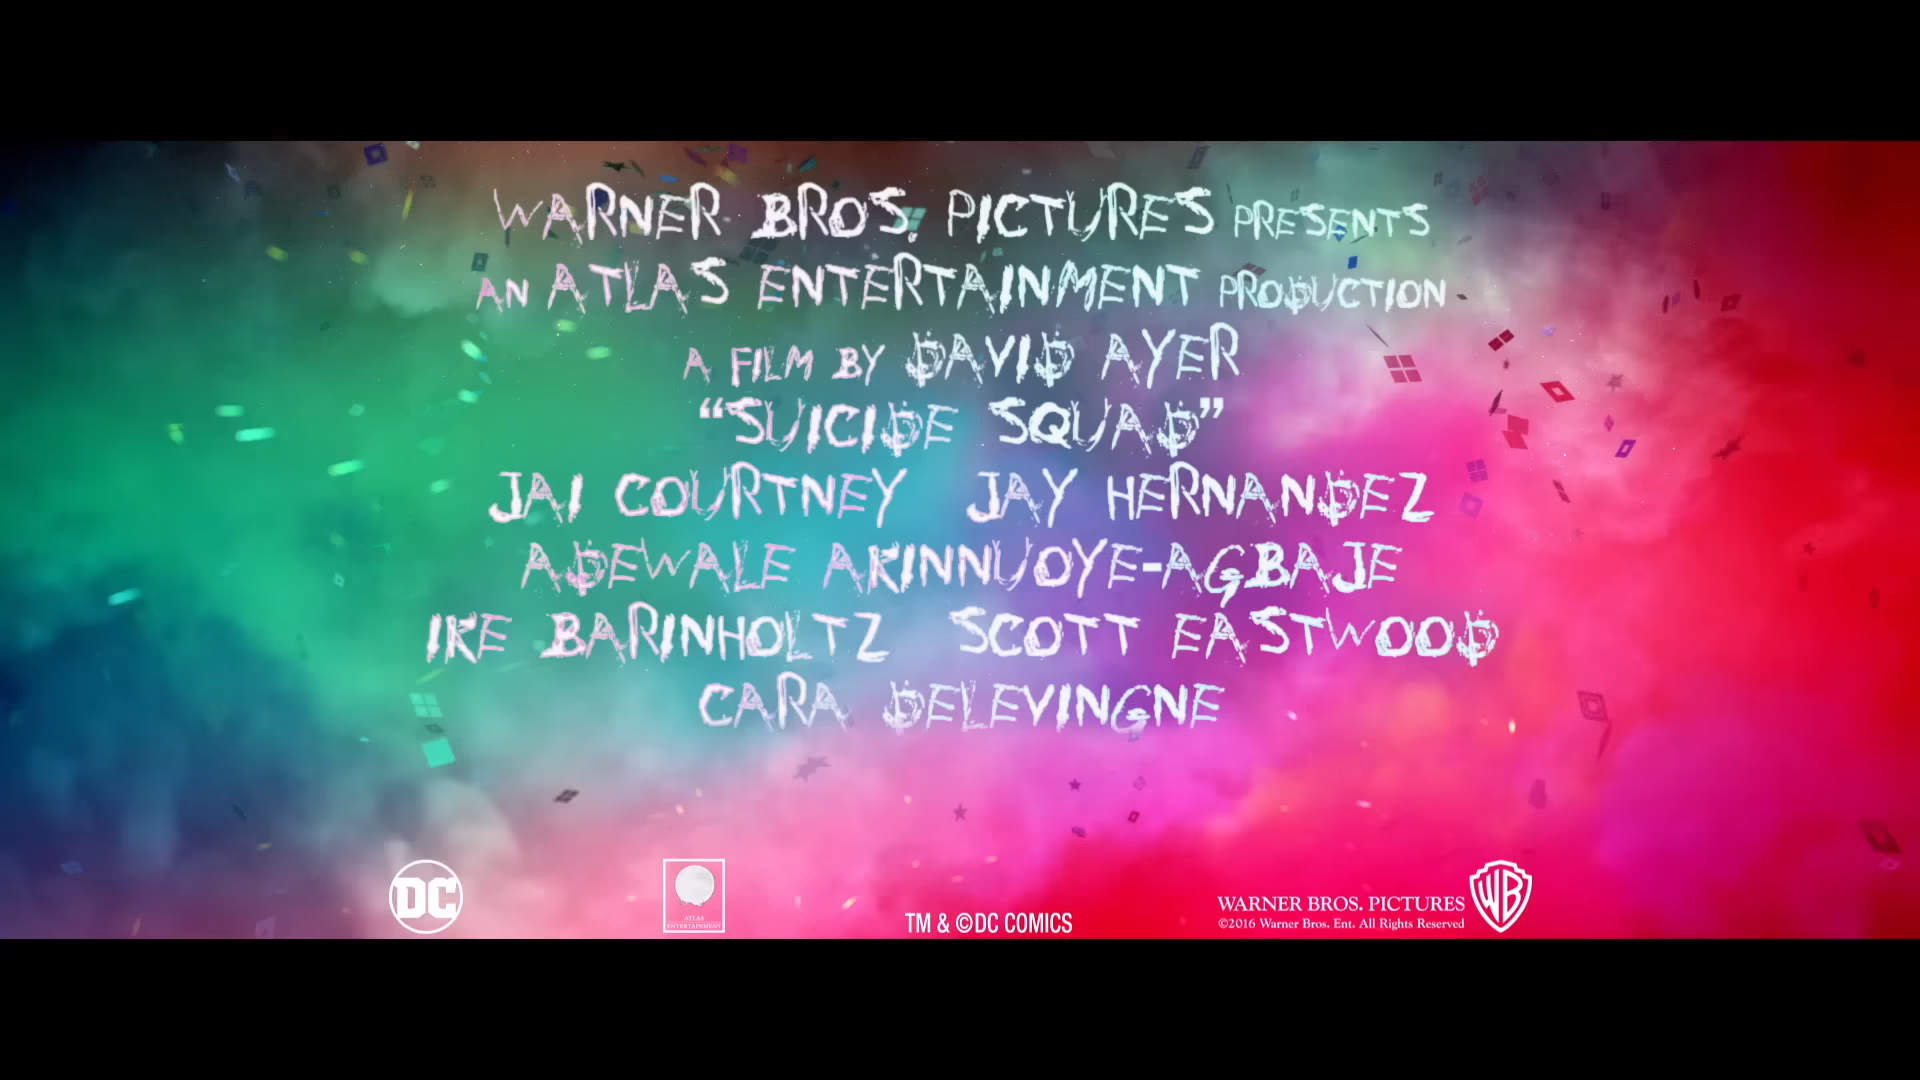 WARNER BROS. PICTURES PRESENTS
AN ATLAS ENTERTAINMENT PRODUCTION
A FILM BY DAVID AYER
“SUICIDE SQUAD”
JAI COURTNEY JAY HERNANDEZ
ADEWALE AKINNUOYE-AGBAJE
IKE BARINHOLTZ SCOTT EASTWOOD
CARA DELEVINGNE
DC
ATLAS
ENTERTAINMENT
TM & ©DC COMICS
WARNER BROS. PICTURES
©2016 Warner Bros. Ent. All Rights Reserved
WB